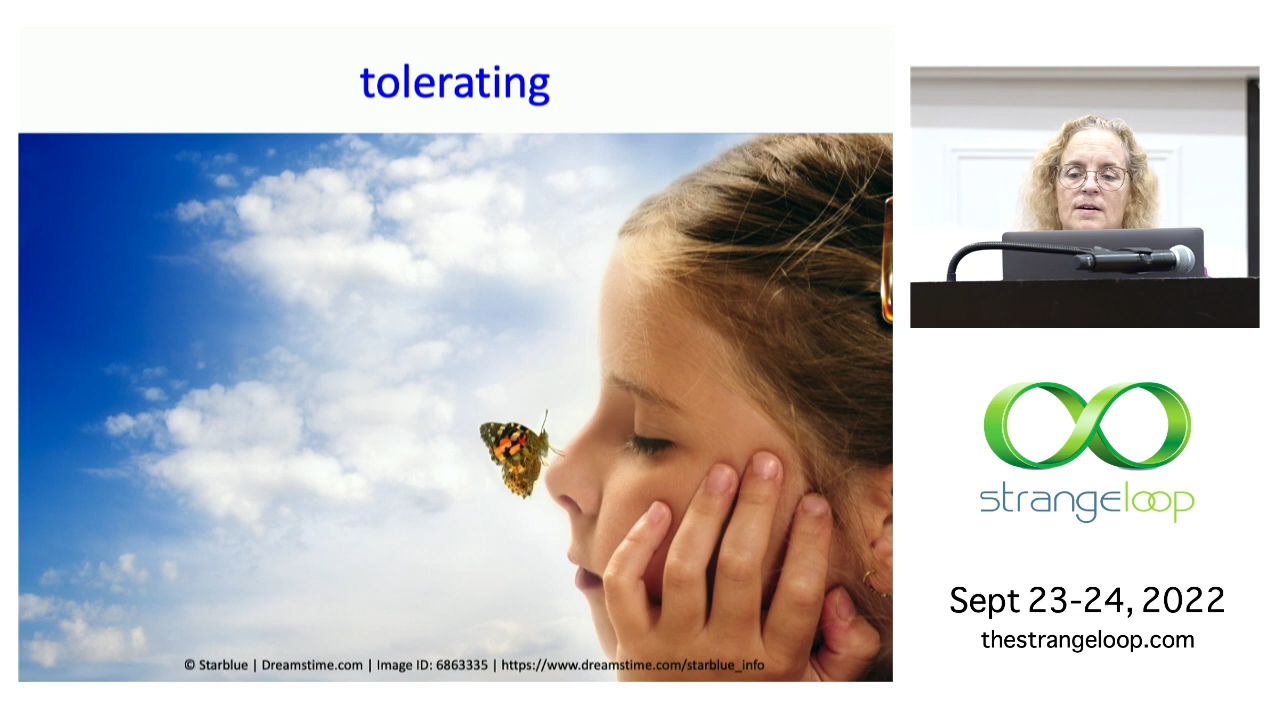 tolerating
© Starblue | Dreamstime.com | Image ID: 6863335 | https://www.dreamstime.com/starblue_info
strangeloop
Sept 23-24, 2022
thestrangeloop.com